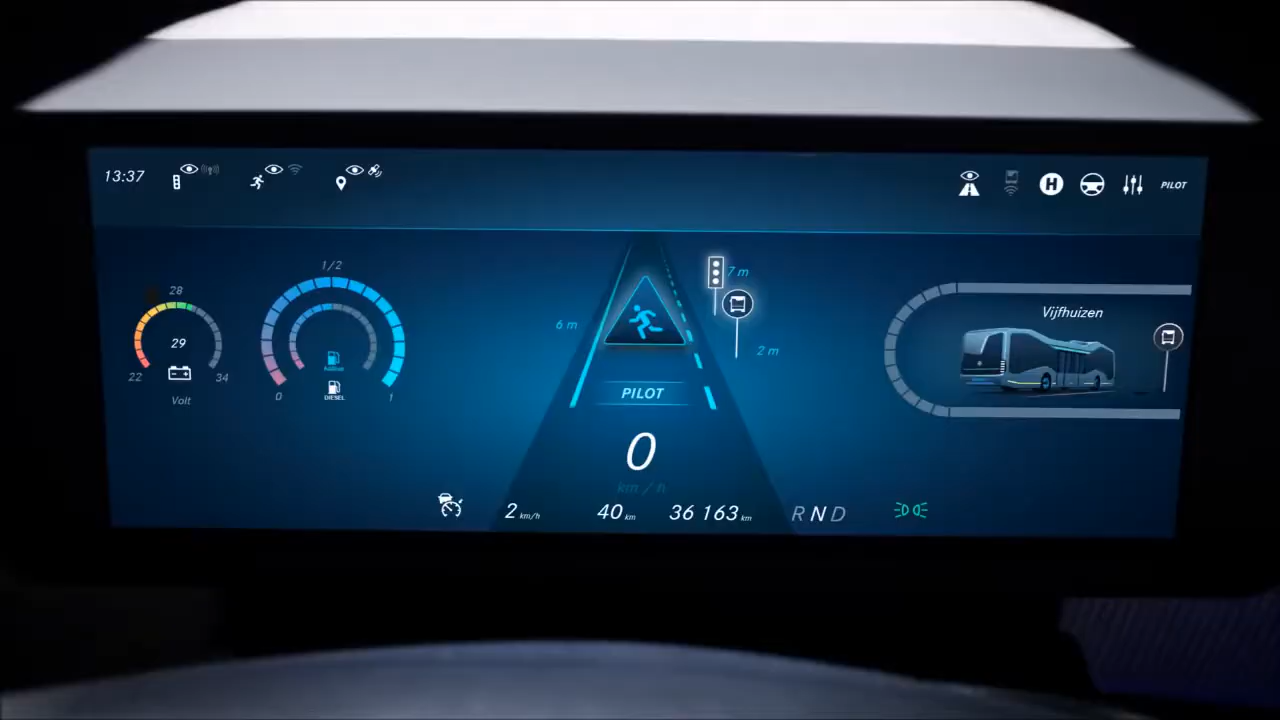 13:37
H
PILOT
28
29
22
34
Volt
1/2
0
1
DIESEL
7 m
6 m
2 m
PILOT
0
km / h
2 km/h
40 km
36 163 km
R N D
Vijfhuizen